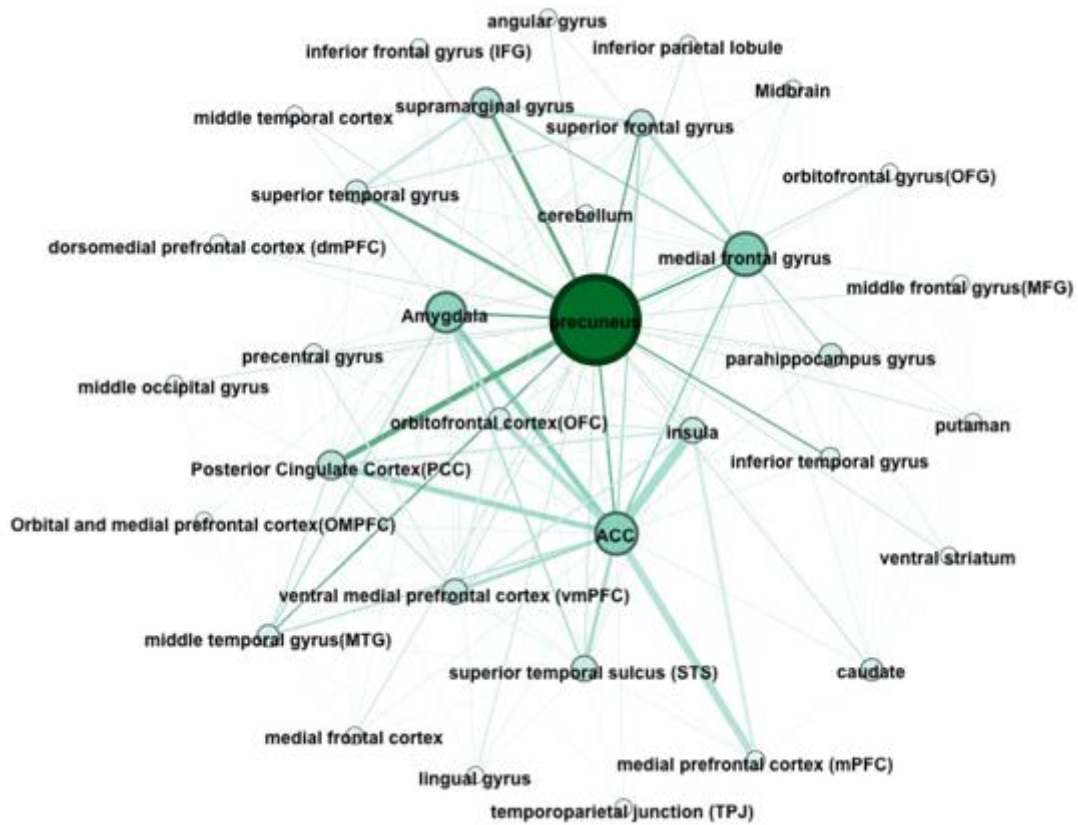 angular gyrus
inferior frontal gyrus (IFG)
inferior parietal lobule
Midbrain
supramarginal gyrus
middle temporal cortex
superior frontal gyrus
orbitofrontal gyrus(OFG)
superior temporal gyrus
cerebellum
dorsomedial prefrontal cortex (dmPFC)
medial frontal gyrus
middle frontal gyrus(MFG)
Amygdala
precuneus
precentral gyrus
parahippocampus gyrus
middle occipital gyrus
orbitofrontal cortex(OFC)
putaman
insula
inferior temporal gyrus
Posterior Cingulate Cortex(PCC)
Orbital and medial prefrontal cortex(OMPFC)
ACC
ventral striatum
ventral medial prefrontal cortex (vmPFC)
middle temporal gyrus(MTG)
superior temporal sulcus (STS)
caudate
medial frontal cortex
medial prefrontal cortex (mPFC)
lingual gyrus
temporoparietal junction (TPJ)